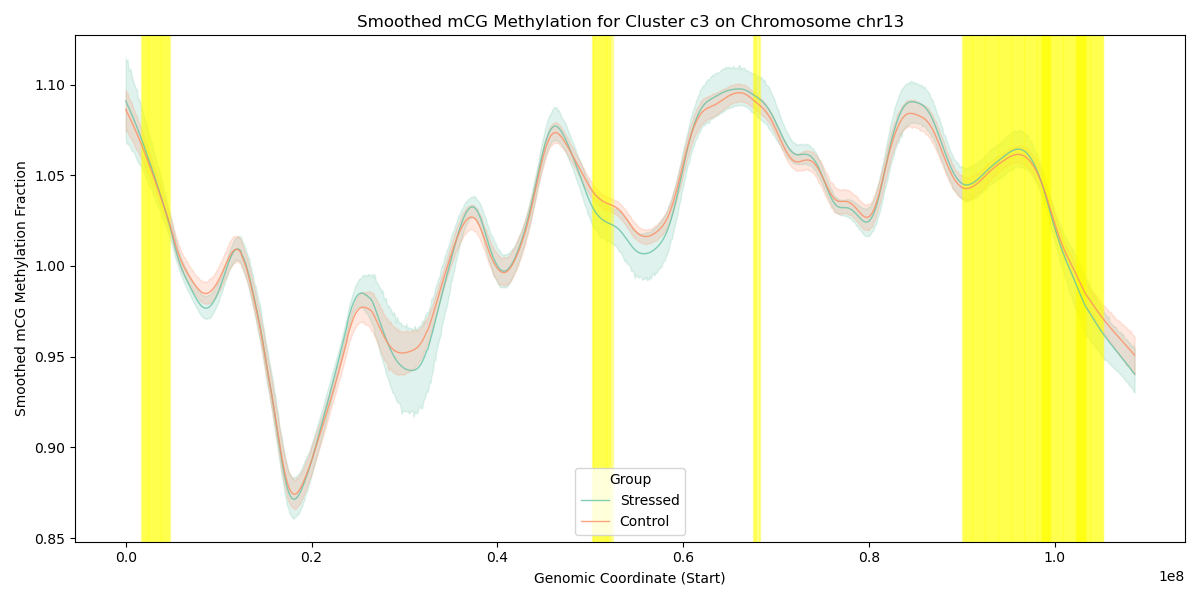 Smoothed mCG Methylation for Cluster c3 on Chromosome chr13
Smoothed mCG Methylation Fraction
1.10
1.05
1.00
0.95
0.90
0.85
Group
Stressed
Control
0.0
0.2
0.4
0.6
0.8
1.0
1e8
Genomic Coordinate (Start)